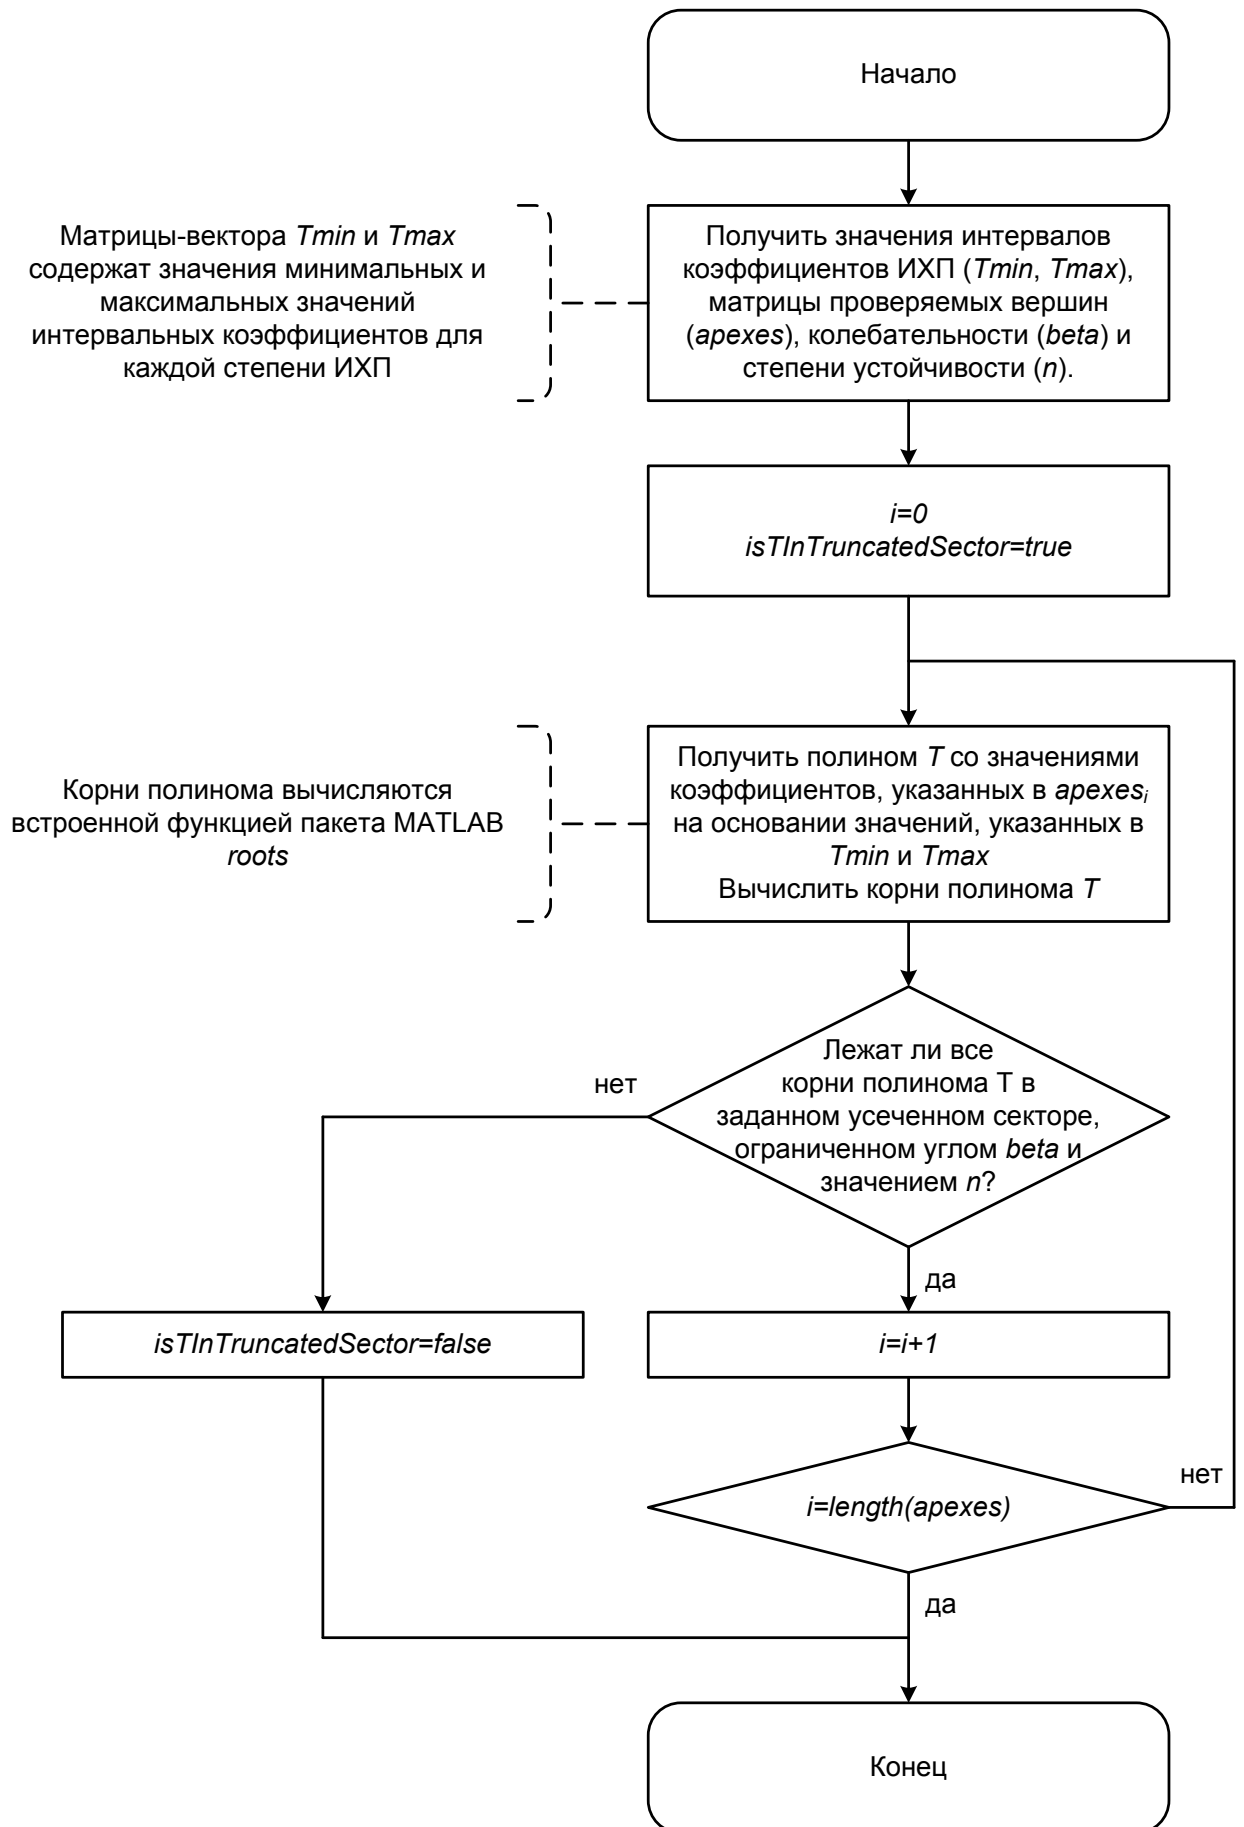 Начало
Матрицы-вектора Tmin и Tmax
содержат значения минимальных и
максимальных значений
интервальных коэффициентов для
каждой степени ИХП
Получить значения интервалов
коэффициентов ИХП (Tmin, Tmax),
матрицы проверяемых вершин
(apexes), колебательности (beta) и
степени устойчивости (n).
i=0
isTInTruncatedSector=true
Корни полинома вычисляются
встроенной функцией пакета MATLAB
roots
Получить полином T со значениями
коэффициентов, указанных в apexesi
на основании значений, указанных в
Tmin и Tmax
Вычислить корни полинома T
Лежат ли все
корни полинома T в
заданном усеченном секторе,
ограниченном углом beta и
значением n?
нет
да
isTInTruncatedSector=false
i=i+1
i=length(apexes)
нет
да
Конец